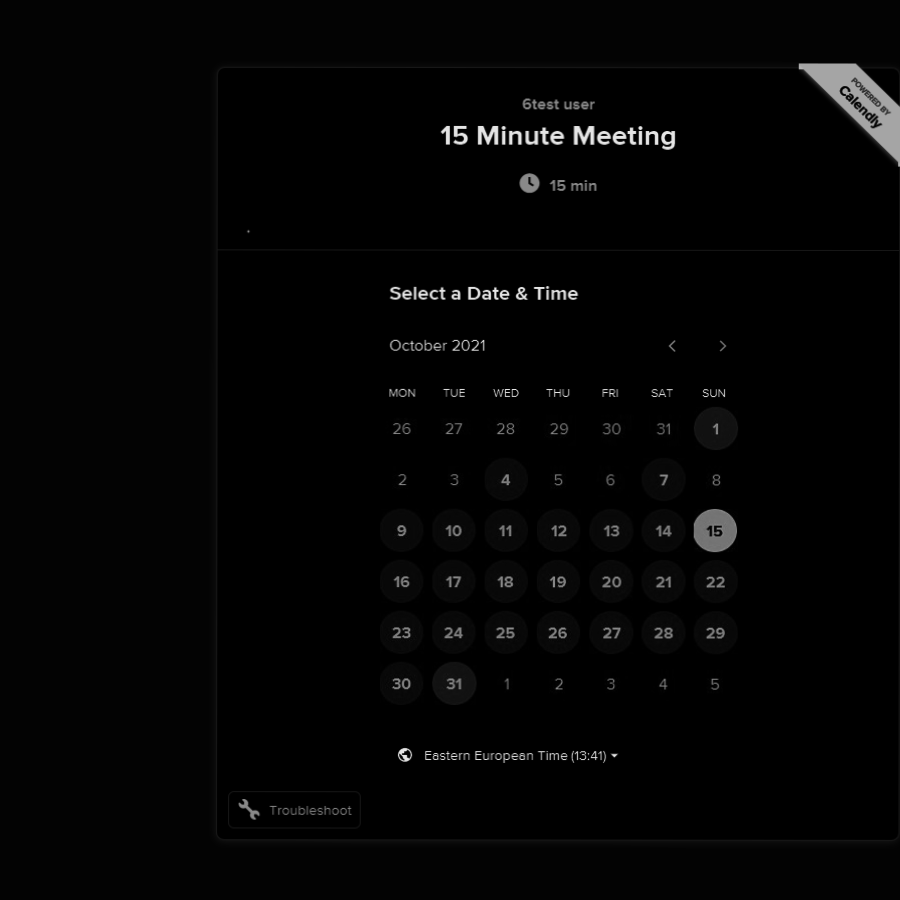 POWERED BY
Calendly
6test user
15 Minute Meeting
15 min
Select a Date & Time
October 2021
MON TUE WED THU FRI SAT SUN
26 27 28 29 30 31 1
2 3 4 5 6 7 8
9 10 11 12 13 14 15
16 17 18 19 20 21 22
23 24 25 26 27 28 29
30 31 1 2 3 4 5
Eastern European Time (13:41)
Troubleshoot